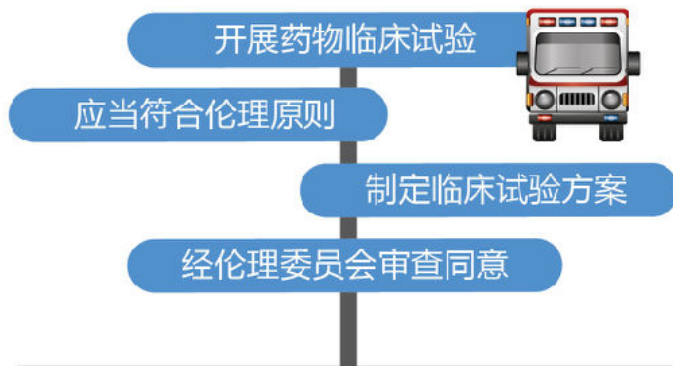 开展药物临床试验
应当符合伦理原则
制定临床试验方案
经伦理委员会审查同意